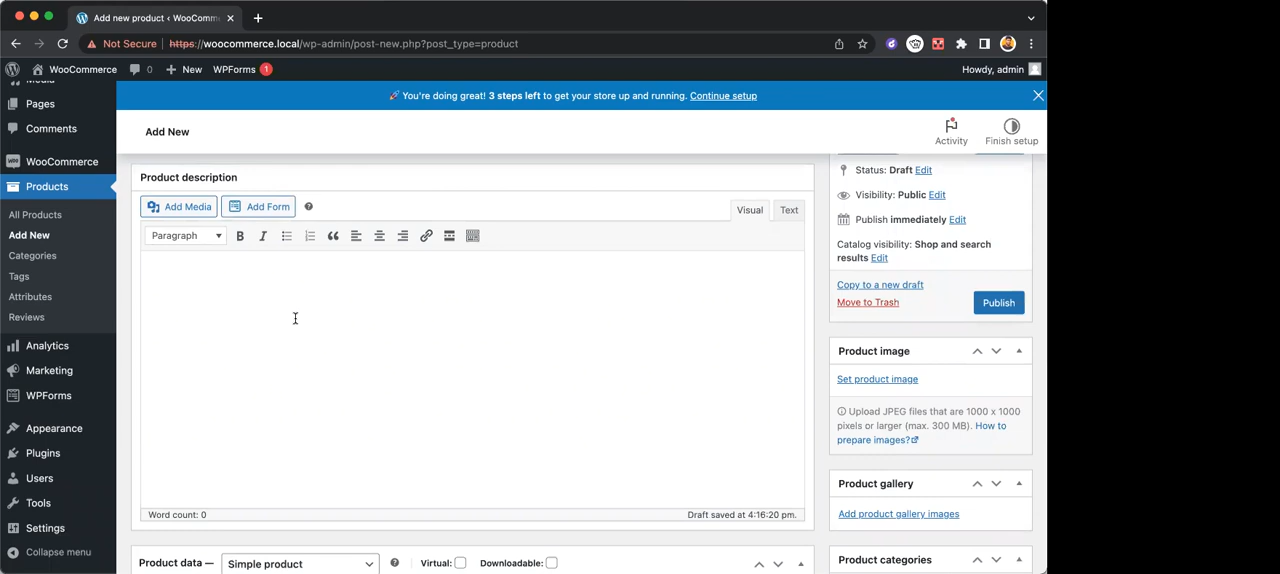 Add new product ‹ WooComm
Not Secure https://woocommerce.local/wp-admin/post-new.php?post_type=product
WooCommerce 0 New WPForms 1 Howdy, admin
Media
Pages
Comments
WooCommerce
Products
All Products
Add New
Categories
Tags
Attributes
Reviews
Analytics
Marketing
WPForms
Appearance
Plugins
Users
Tools
Settings
Collapse menu
🚀 You're doing great! 3 steps left to get your store up and running. Continue setup
Add New
Activity
Finish setup
Product description
Add Media Add Form
Visual Text
Paragraph
Word count: 0 Draft saved at 4:16:20 pm.
Product data — Simple product Virtual: Downloadable:
Status: Draft Edit
Visibility: Public Edit
Publish immediately Edit
Catalog visibility: Shop and search
results Edit
Copy to a new draft
Move to Trash
Publish
Product image
Set product image
Upload JPEG files that are 1000 x 1000
pixels or larger (max. 300 MB). How to
prepare images?
Product gallery
Add product gallery images
Product categories